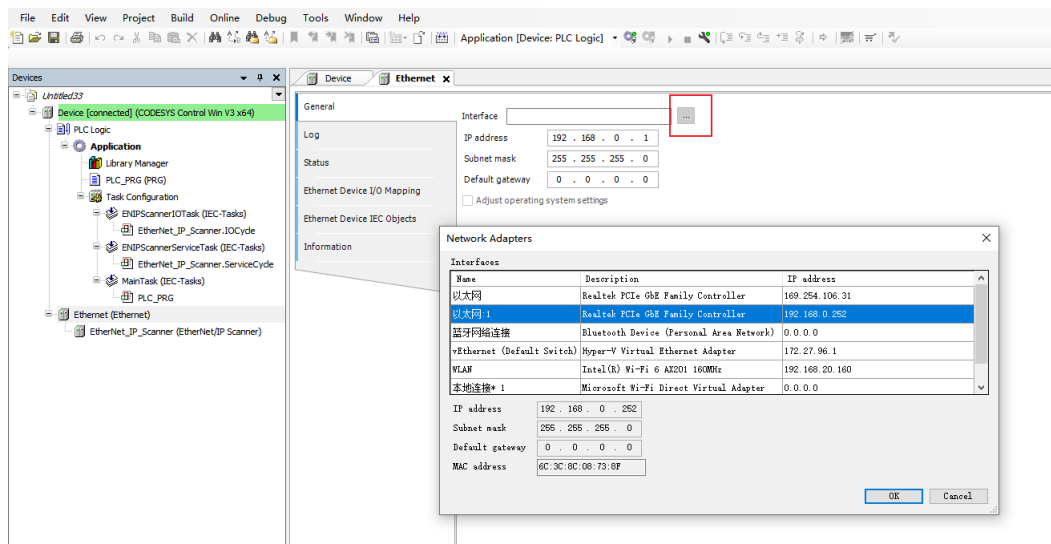 File Edit View Project Build Online Debug Tools Window Help
Application [Device: PLC Logic]
Devices
Untitled33
Device [connected] (CODESYS Control Win V3 x64)
PLC Logic
Application
Library Manager
PLC_PRG (PRG)
Task Configuration
ENIPScannerIOTask (IEC-Tasks)
EtherNet_IP_Scanner.IOCycle
ENIPScannerServiceTask (IEC-Tasks)
EtherNet_IP_Scanner.ServiceCycle
MainTask (IEC-Tasks)
PLC_PRG
Ethernet (Ethernet)
EtherNet_IP_Scanner (EtherNet/IP Scanner)
Device Ethernet
General
Log
Status
Ethernet Device I/O Mapping
Ethernet Device IEC Objects
Information
Interface ...
IP address 192 . 168 . 0 . 1
Subnet mask 255 . 255 . 255 . 0
Default gateway 0 . 0 . 0 . 0
Adjust operating system settings
Network Adapters
Interfaces
Name Description IP address
以太网 Realtek PCIe GbE Family Controller 169.254.106.31
以太网:1 Realtek PCIe GbE Family Controller 192.168.0.252
蓝牙网络连接 Bluetooth Device (Personal Area Network) 0.0.0.0
vEthernet (Default Switch) Hyper-V Virtual Ethernet Adapter 172.27.96.1
WLAN Intel(R) Wi-Fi 6 AX201 160MHz 192.168.20.160
本地连接* 1 Microsoft Wi-Fi Direct Virtual Adapter 0.0.0.0
IP address 192 . 168 . 0 . 252
Subnet mask 255 . 255 . 255 . 0
Default gateway 0 . 0 . 0 . 0
MAC address 6C:3C:8C:08:73:8F
OK Cancel